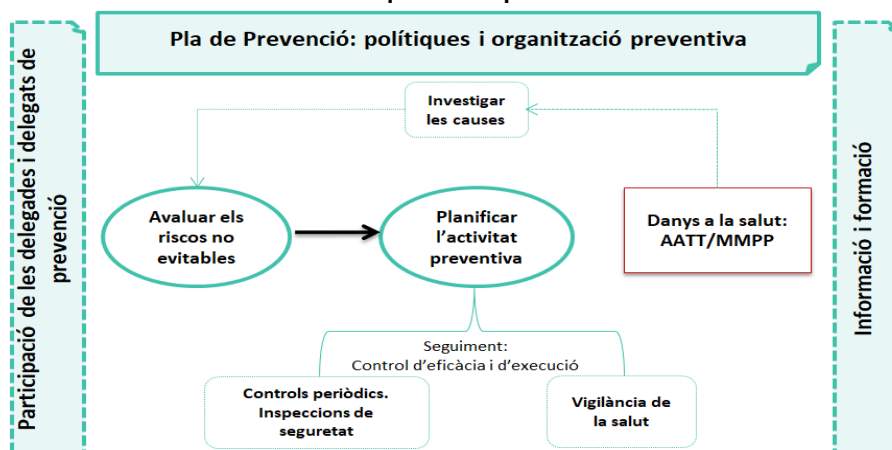 Pla de Prevenció: polítiques i organització preventiva
Participació de les delegades i delegats de
prevenció
Investigar
les causes
Avaluar els
riscos no
evitables
Planificar
l'activitat
preventiva
Danys a la salut:
AATT/MMPP
Informació i formació
Seguiment:
Control d'eficàcia i d'execució
Controls periòdics.
Inspeccions de
seguretat
Vigilància de
la salut